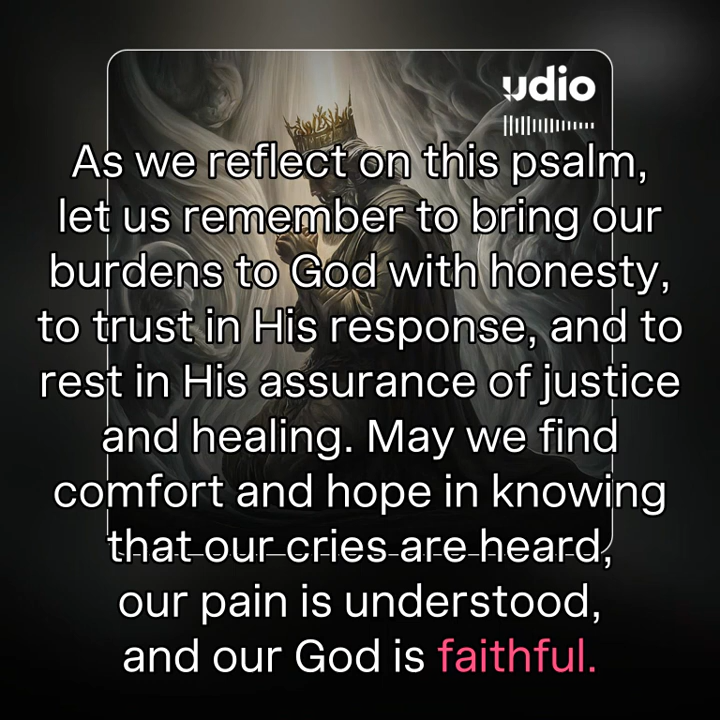 udio
As we reflect on this psalm,
let us remember to bring our
burdens to God with honesty,
to trust in His response, and to
rest in His assurance of justice
and healing. May we find
comfort and hope in knowing
that our cries are heard,
our pain is understood,
and our God is faithful.